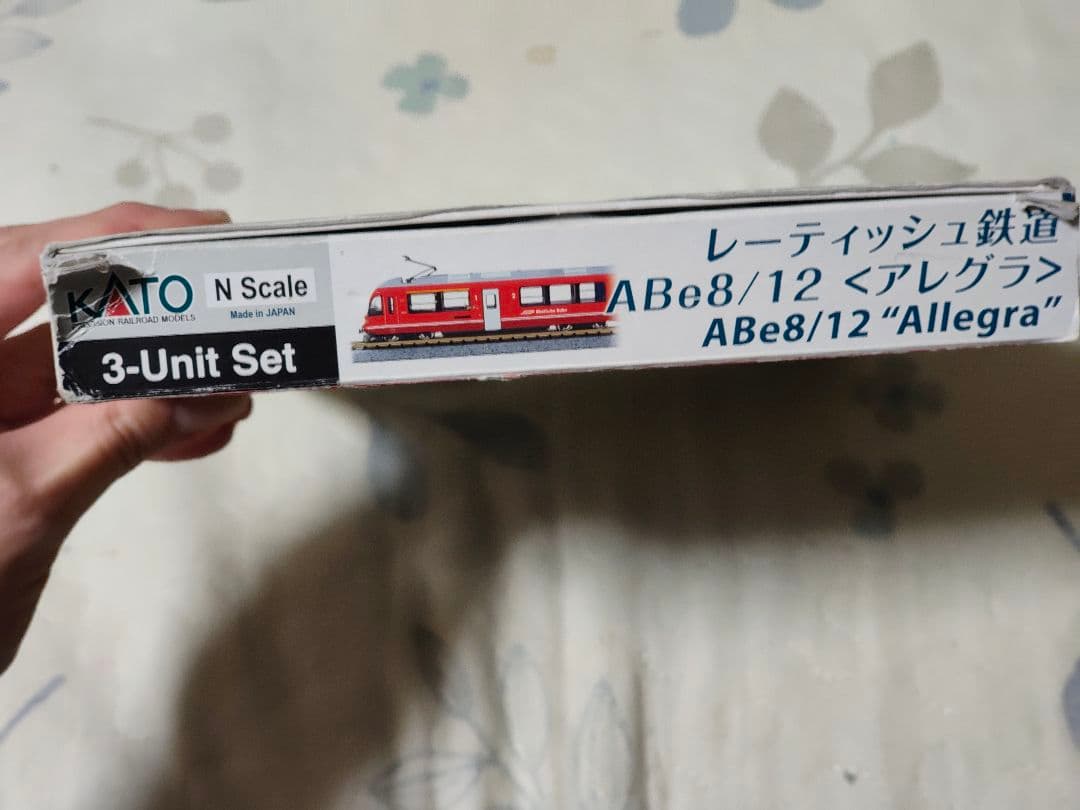 KATO
N Scale
RAILROAD MODELS
Made in JAPAN
3-Unit Set
レーティッシュ鉄道
ABe8/12 <アレグラ>
ABe8/12 “Allegra”